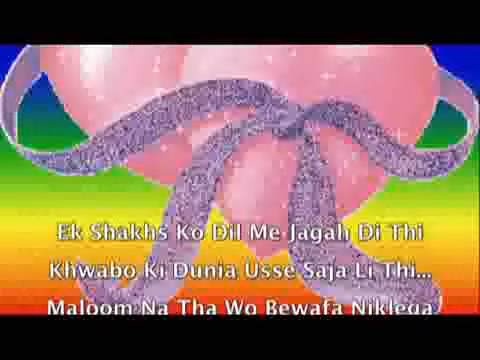 Ek Shakhs Ko Dil Me Jagah Di Thi
Khwabo Ki Dunia Usse Saja Li Thi...
Maloom Na Tha Wo Bewafa Niklega